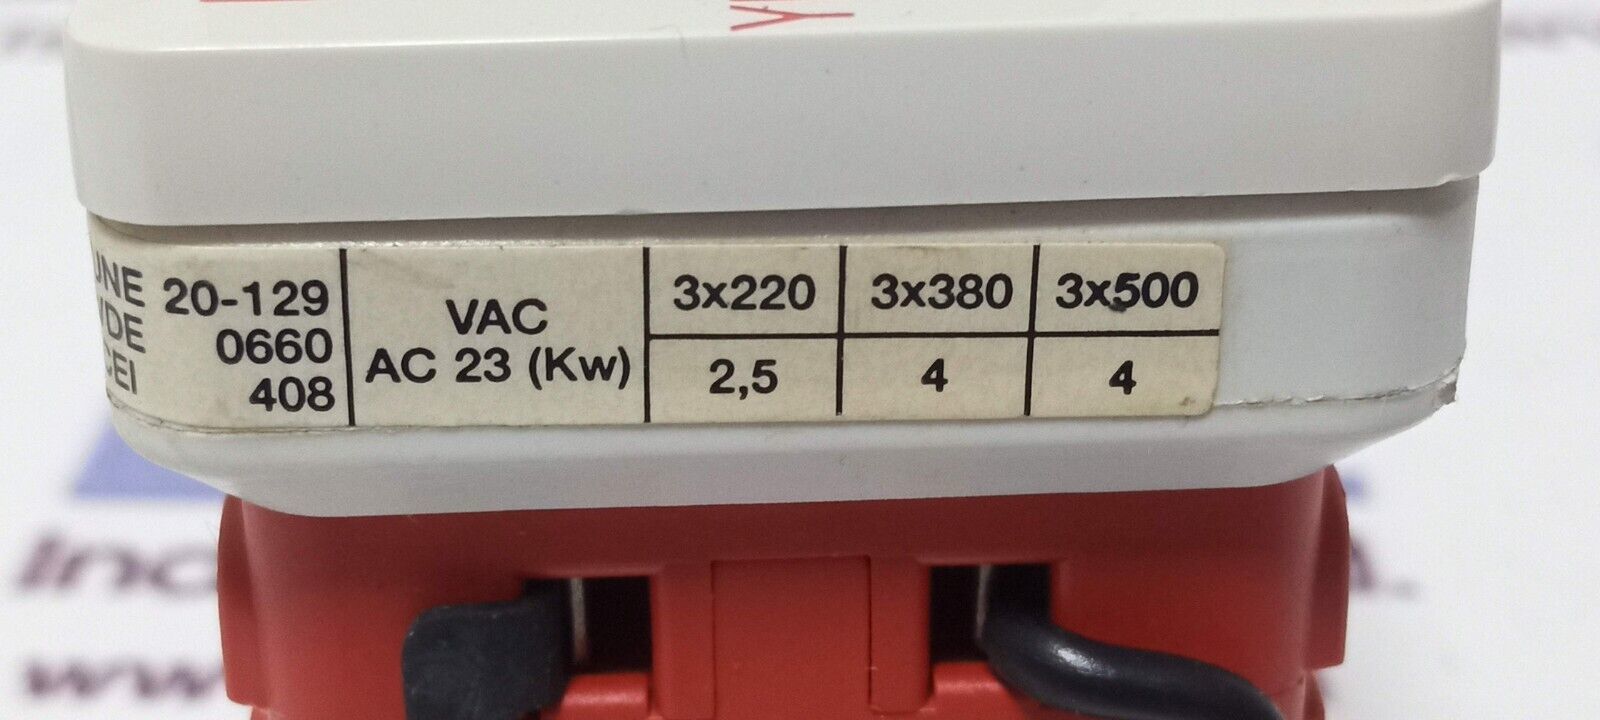 UNE 20-129
VDE 0660
CEI 408
VAC
AC 23 (Kw)
3x220 3x380 3x500
2,5 4 4